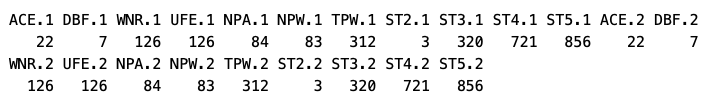 ACE.1 DBF.1 WNR.1 UFE.1 NPA.1 NPW.1 TPW.1 ST2.1 ST3.1 ST4.1 ST5.1 ACE.2 DBF.2
22 7 126 126 84 83 312 3 320 721 856 22 7
WNR.2 UFE.2 NPA.2 NPW.2 TPW.2 ST2.2 ST3.2 ST4.2 ST5.2
126 126 84 83 312 3 320 721 856